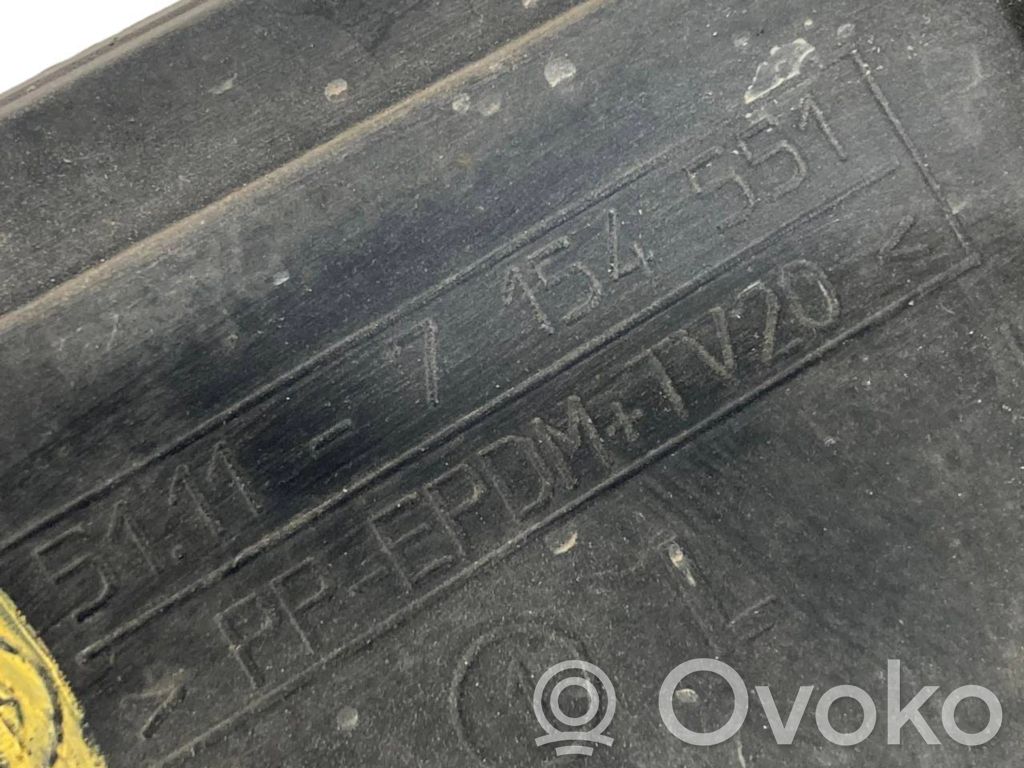 51.11 - 7 154 551
>PP-EPDM+TV20<
Ovoko